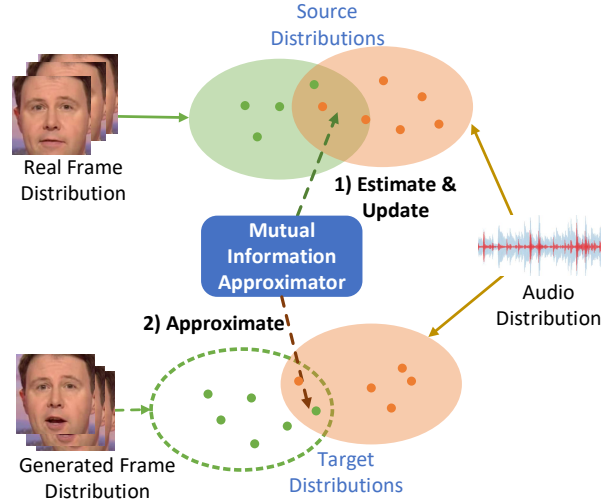 Source
Distributions
Real Frame
Distribution
1) Estimate &
Update
Mutual
Information
Approximator
Audio
Distribution
2) Approximate
Generated Frame
Distribution
Target
Distributions